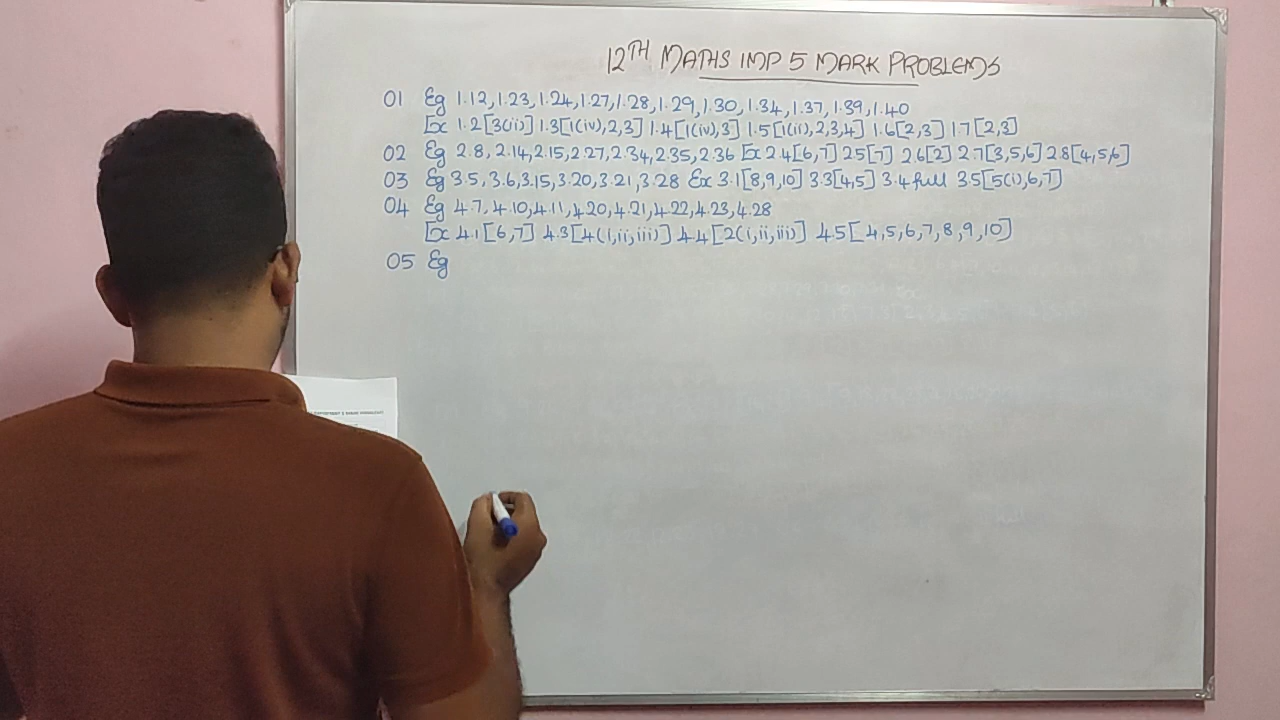 12TH MATHS IMP 5 MARK PROBLEMS
01 Eg 1.12, 1.23, 1.24, 1.27, 1.28, 1.29, 1.30, 1.34, 1.37, 1.39, 1.40
Ex 1.2[3(ii)] 1.3[1(iv),2,3] 1.4[1(iv),3] 1.5[1(ii),2,3,4] 1.6[2,3] 1.7[2,3]
02 Eg 2.8, 2.14, 2.15, 2.27, 2.34, 2.35, 2.36 Ex 2.4[6,7] 2.5[7] 2.6[2] 2.7[3,5,6] 2.8[4,5,6]
03 Eg 3.5, 3.6, 3.15, 3.20, 3.21, 3.28 Ex 3.1[8,9,10] 3.3[4,5] 3.4 full 3.5[5(i),6,7]
04 Eg 4.7, 4.10, 4.11, 4.20, 4.21, 4.22, 4.23, 4.28
Ex 4.1[6,7] 4.3[4(i,ii,iii)] 4.4[2(i,ii,iii)] 4.5[4,5,6,7,8,9,10]
05 Eg